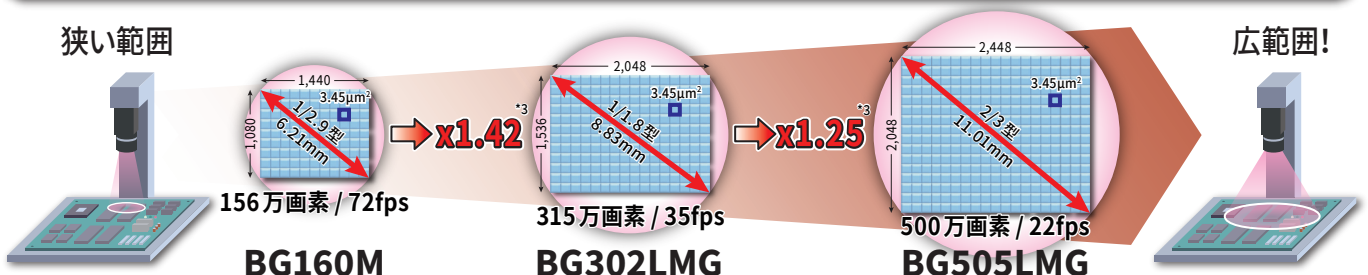 狭い範囲
広範囲!
1,440
1,080
3.45μm²
1/2.9型
6.21mm
156万画素 / 72fps
BG160M
x1.42*3
2,048
1,536
3.45μm²
1/1.8型
8.83mm
315万画素 / 35fps
BG302LMG
x1.25*3
2,448
2,048
3.45μm²
2/3型
11.01mm
500万画素 / 22fps
BG505LMG